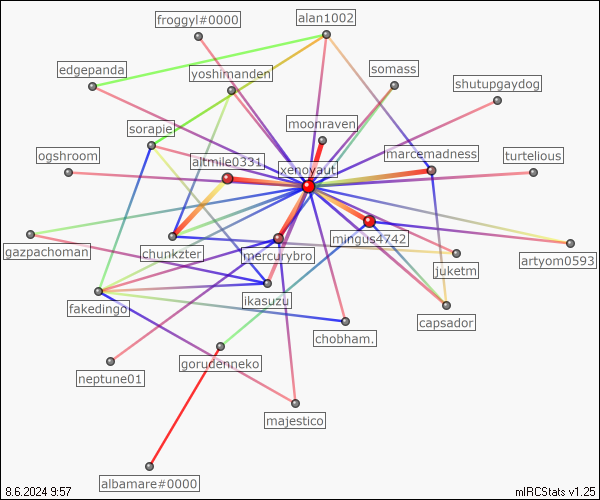 froggyl#0000
alan1002
edgepanda
yoshimanden
somass
shutupgaydog
moonraven
sorapie
marcemadness
ogshroom
altmile0331
xenovaut
turtelious
gazpachoman
chunkzter
mercurybro
mingus4742
juketm
artyom0593
fakedingo
ikasuzu
capsador
chobham.
neptune01
gorudenneko
majestico
albamare#0000
8.6.2024 9:57
mIRCStats v1.25